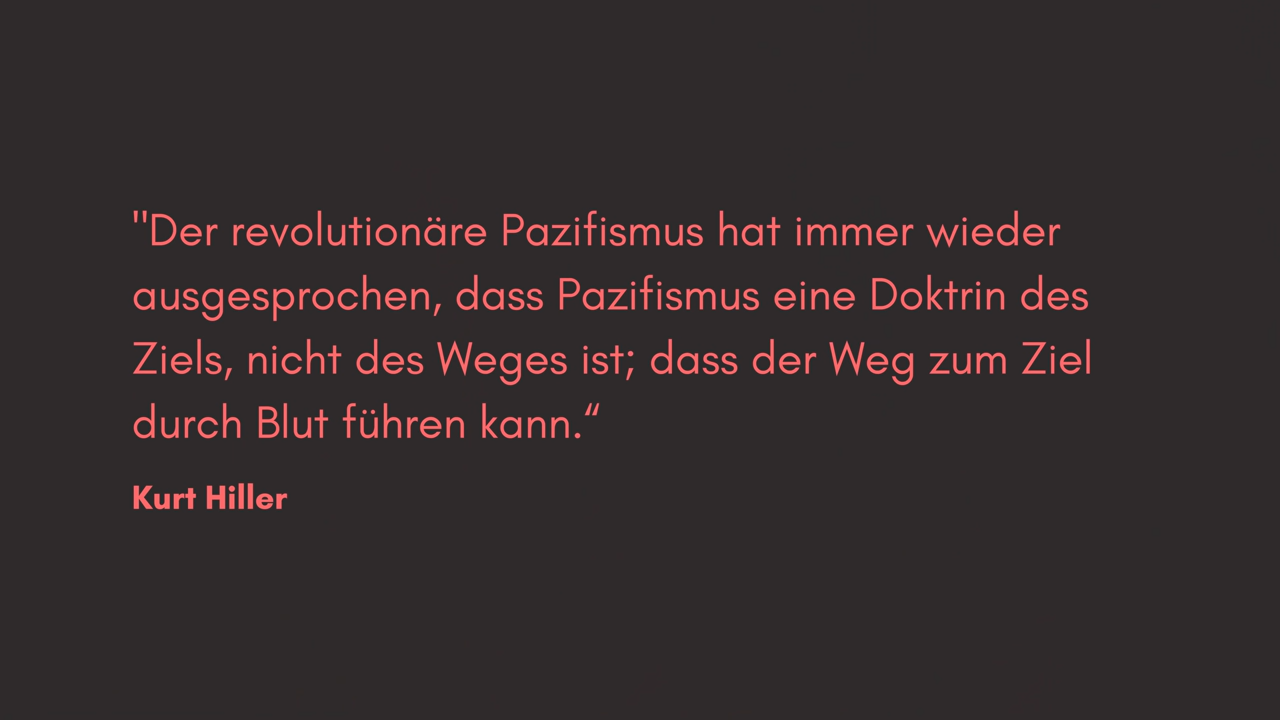 "Der revolutionäre Pazifismus hat immer wieder
ausgesprochen, dass Pazifismus eine Doktrin des
Ziels, nicht des Weges ist; dass der Weg zum Ziel
durch Blut führen kann.“
Kurt Hiller